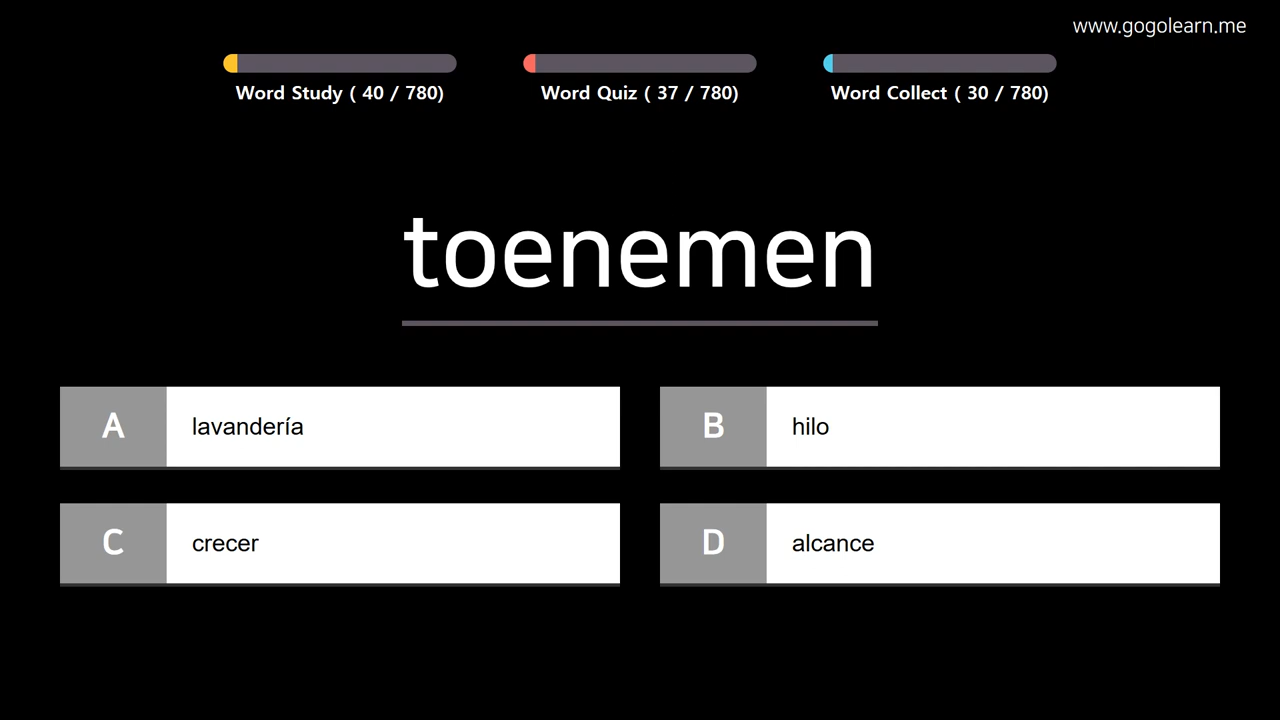 www.gogolearn.me
Word Study ( 40 / 780)
Word Quiz ( 37 / 780)
Word Collect ( 30 / 780)
toenemen
A lavandería
B hilo
C crecer
D alcance